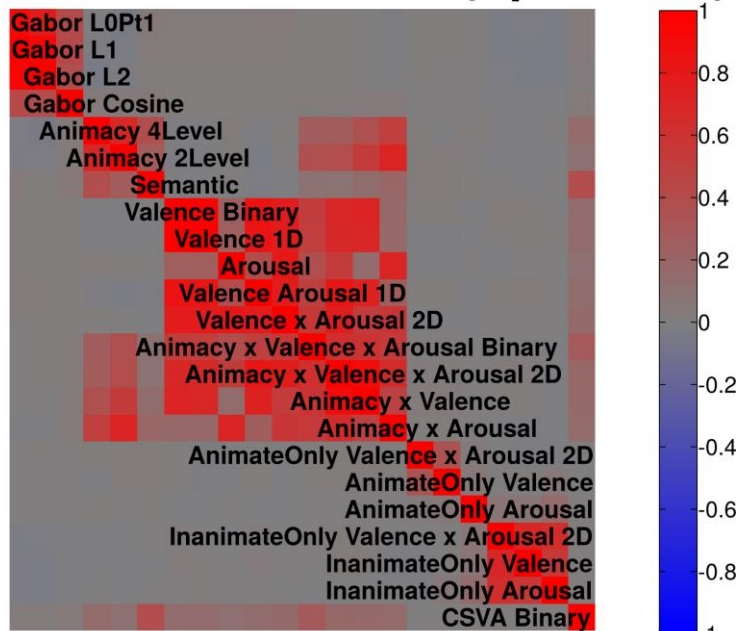 Gabor L0Pt1
Gabor L1
Gabor L2
Gabor Cosine
Animacy 4Level
Animacy 2Level
Semantic
Valence Binary
Valence 1D
Arousal
Valence Arousal 1D
Valence x Arousal 2D
Animacy x Valence x Arousal Binary
Animacy x Valence x Arousal 2D
Animacy x Valence
Animacy x Arousal
AnimateOnly Valence x Arousal 2D
AnimateOnly Valence
AnimateOnly Arousal
InanimateOnly Valence x Arousal 2D
InanimateOnly Valence
InanimateOnly Arousal
CSVA Binary
1
0.8
0.6
0.4
0.2
0
-0.2
-0.4
-0.6
-0.8
-1